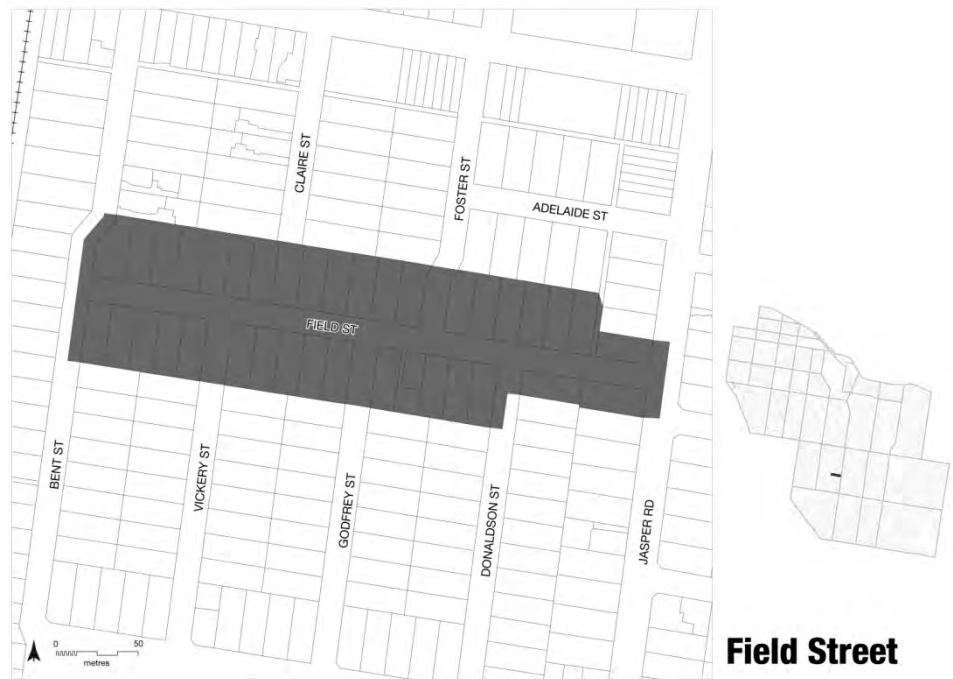 CLAIRE ST
FOSTER ST
ADELAIDE ST
FIELD ST
BENT ST
VICKERY ST
GODFREY ST
DONALDSON ST
JASPER RD
0 50
metres
Field Street